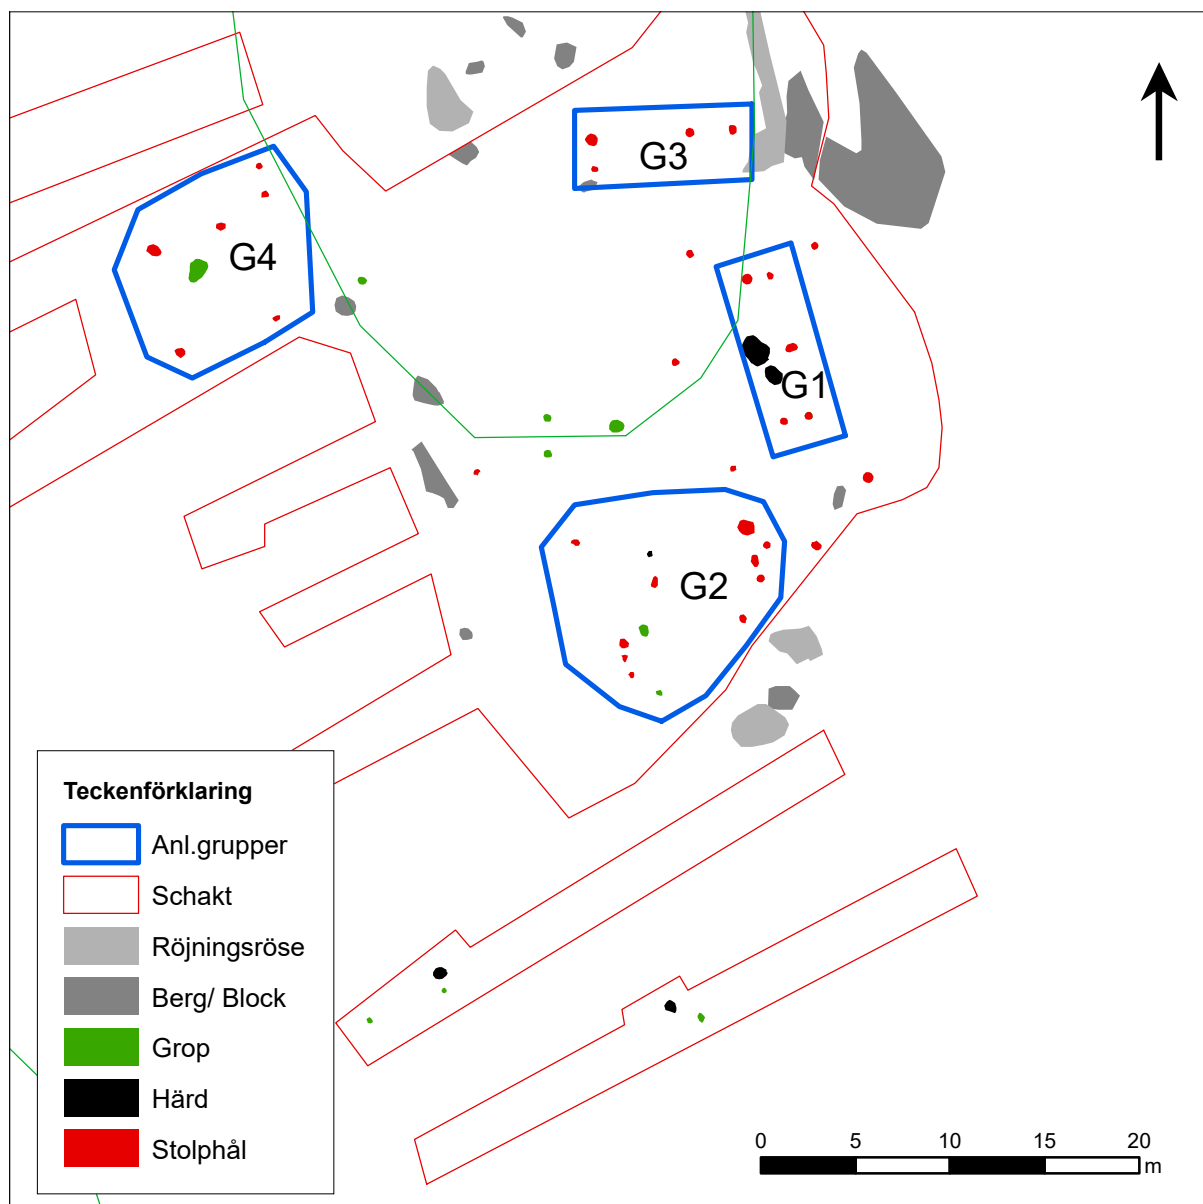 G3
G4
G1
G2
Teckenförklaring
Anl.grupper
Schakt
Röjningsröse
Berg/ Block
Grop
Härd
Stolphål
0 5 10 15 20
m